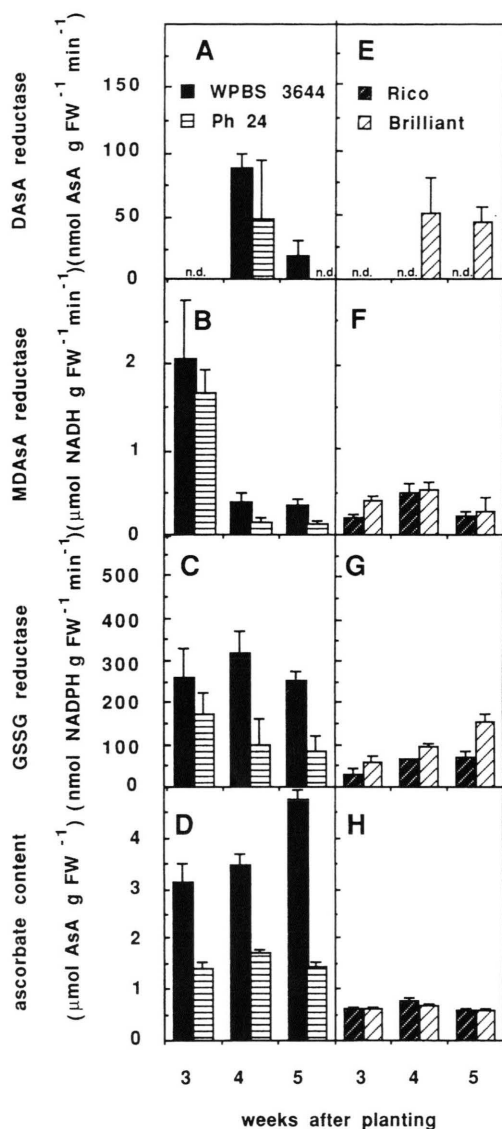 DAsA reductase
(nmol AsA g FW⁻¹ min⁻¹)
A
WPBS 3644
Ph 24
150
100
50
0
n.d.
n.d.
E
Rico
Brilliant
n.d.
n.d.
n.d.
MDAsA reductase
(μmol NADH g FW⁻¹ min⁻¹)
B
2
1
0
F
GSSG reductase
(nmol NADPH g FW⁻¹ min⁻¹)
C
500
400
300
250
100
0
G
ascorbate content
(μmol AsA g FW⁻¹)
D
4
3
2
1
0
H
3 4 5 3 4 5
weeks after planting